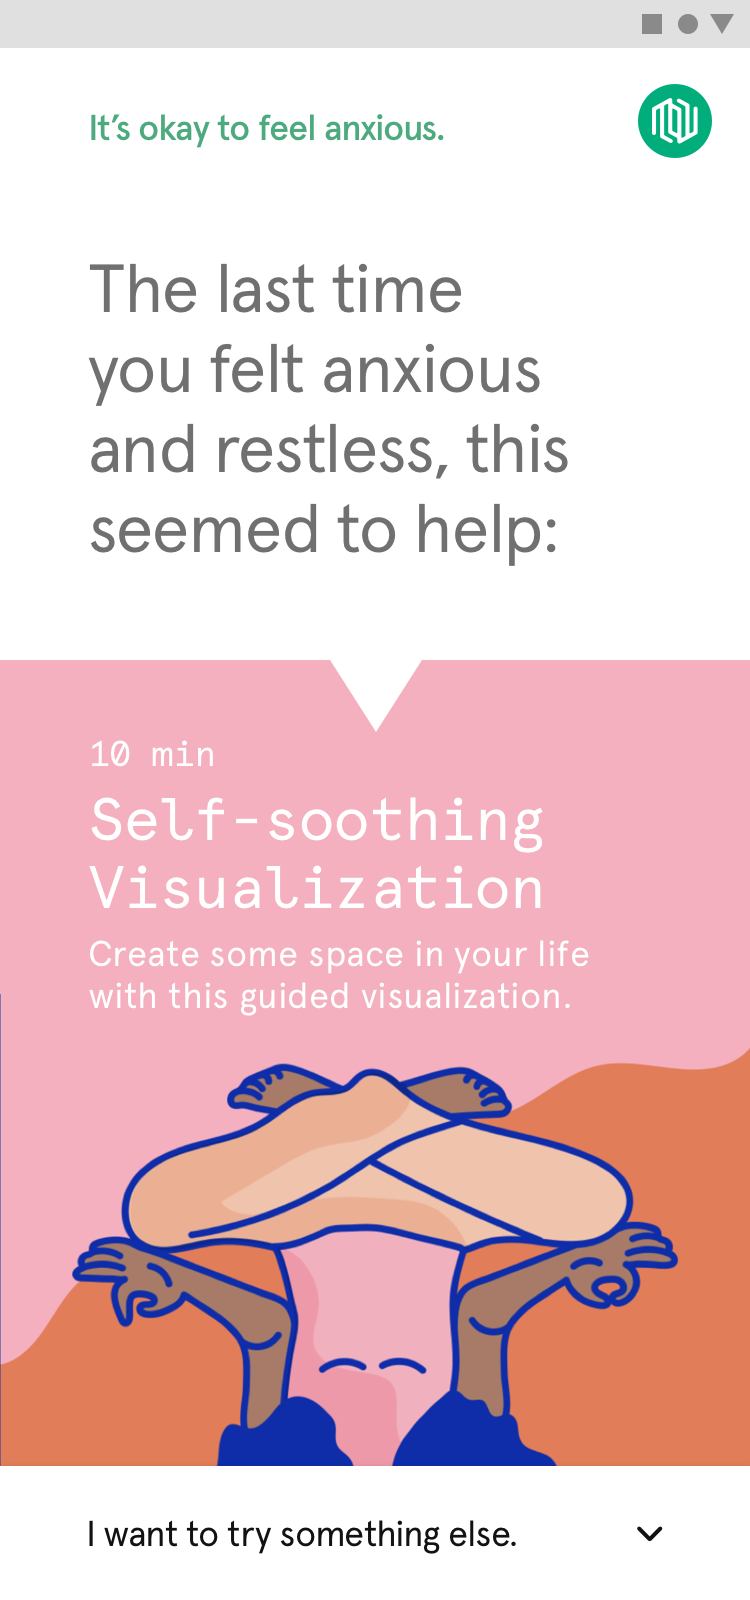 It’s okay to feel anxious.
The last time
you felt anxious
and restless, this
seemed to help:
10 min
Self-soothing
Visualization
Create some space in your life
with this guided visualization.
I want to try something else.